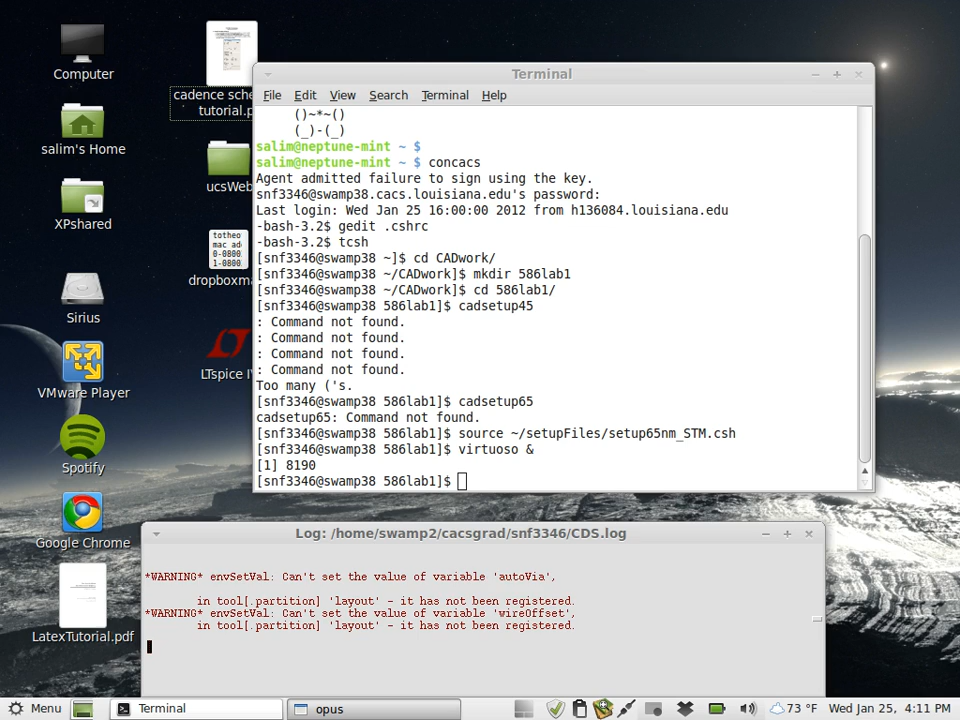 Computer
salim's Home
XPshared
Sirius
VMware Player
Spotify
Google Chrome
LatexTutorial.pdf
cadence sche
tutorial.p
ucsWeb
totheo
mac ad
0-0800
1-0800
dropboxma
LTspice I
Terminal
File Edit View Search Terminal Help
()~*~()
(_)-(_)
salim@neptune-mint ~ $
salim@neptune-mint ~ $ concacs
Agent admitted failure to sign using the key.
snf3346@swamp38.cacs.louisiana.edu's password:
Last login: Wed Jan 25 16:00:00 2012 from h136084.louisiana.edu
-bash-3.2$ gedit .cshrc
-bash-3.2$ tcsh
[snf3346@swamp38 ~]$ cd CADwork/
[snf3346@swamp38 ~/CADwork]$ mkdir 586lab1
[snf3346@swamp38 ~/CADwork]$ cd 586lab1/
[snf3346@swamp38 586lab1]$ cadsetup45
: Command not found.
: Command not found.
: Command not found.
: Command not found.
Too many ('s.
[snf3346@swamp38 586lab1]$ cadsetup65
cadsetup65: Command not found.
[snf3346@swamp38 586lab1]$ source ~/setupFiles/setup65nm_STM.csh
[snf3346@swamp38 586lab1]$ virtuoso &
[1] 8190
[snf3346@swamp38 586lab1]$
Log: /home/swamp2/cacsgrad/snf3346/CDS.log
*WARNING* envSetVal: Can't set the value of variable 'autoVia',
in tool[.partition] 'layout' - it has not been registered.
*WARNING* envSetVal: Can't set the value of variable 'wireOffset',
in tool[.partition] 'layout' - it has not been registered.
Menu Terminal opus 73 °F Wed Jan 25, 4:11 PM